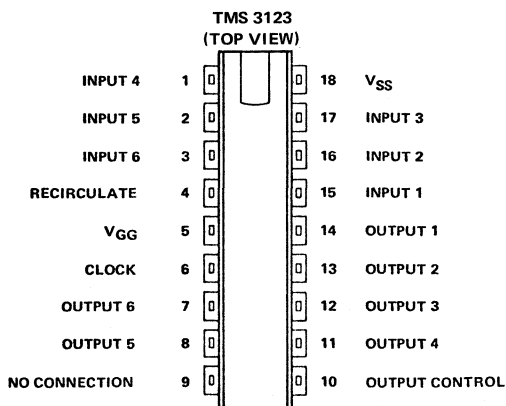 TMS 3123
(TOP VIEW)
INPUT 4 1 18 VSS
INPUT 5 2 17 INPUT 3
INPUT 6 3 16 INPUT 2
RECIRCULATE 4 15 INPUT 1
VGG 5 14 OUTPUT 1
CLOCK 6 13 OUTPUT 2
OUTPUT 6 7 12 OUTPUT 3
OUTPUT 5 8 11 OUTPUT 4
NO CONNECTION 9 10 OUTPUT CONTROL